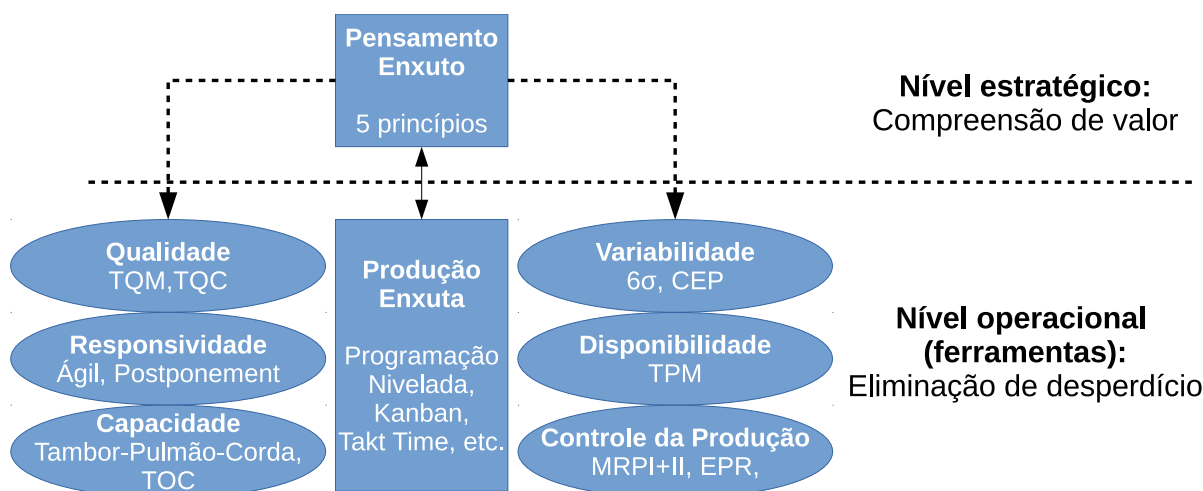 Pensamento
Enxuto
5 princípios
Nível estratégico:
Compreensão de valor
Qualidade
TQM,TQC
Responsividade
Ágil, Postponement
Capacidade
Tambor-Pulmão-Corda,
TOC
Produção
Enxuta
Programação
Nivelada,
Kanban,
Takt Time, etc.
Variabilidade
6σ, CEP
Disponibilidade
TPM
Controle da Produção
MRPI+II, EPR,
Nível operacional
(ferramentas):
Eliminação de desperdício